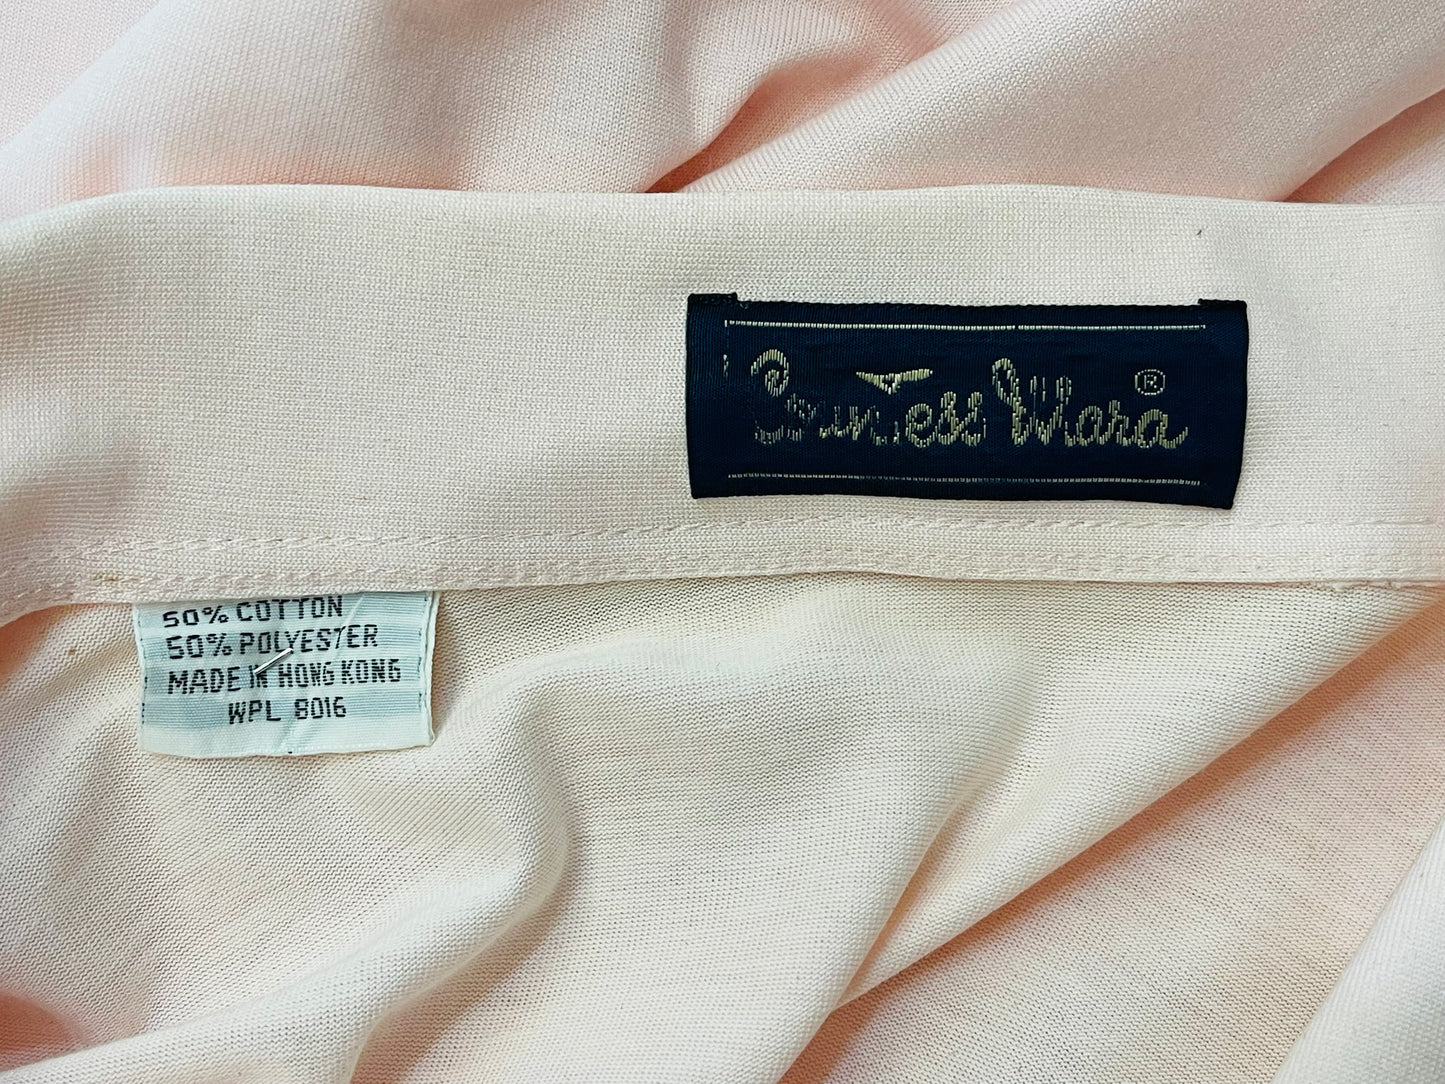 Countess Mara ®
50% COTTON
50% POLYESTER
MADE IN HONG KONG
WPL 8016